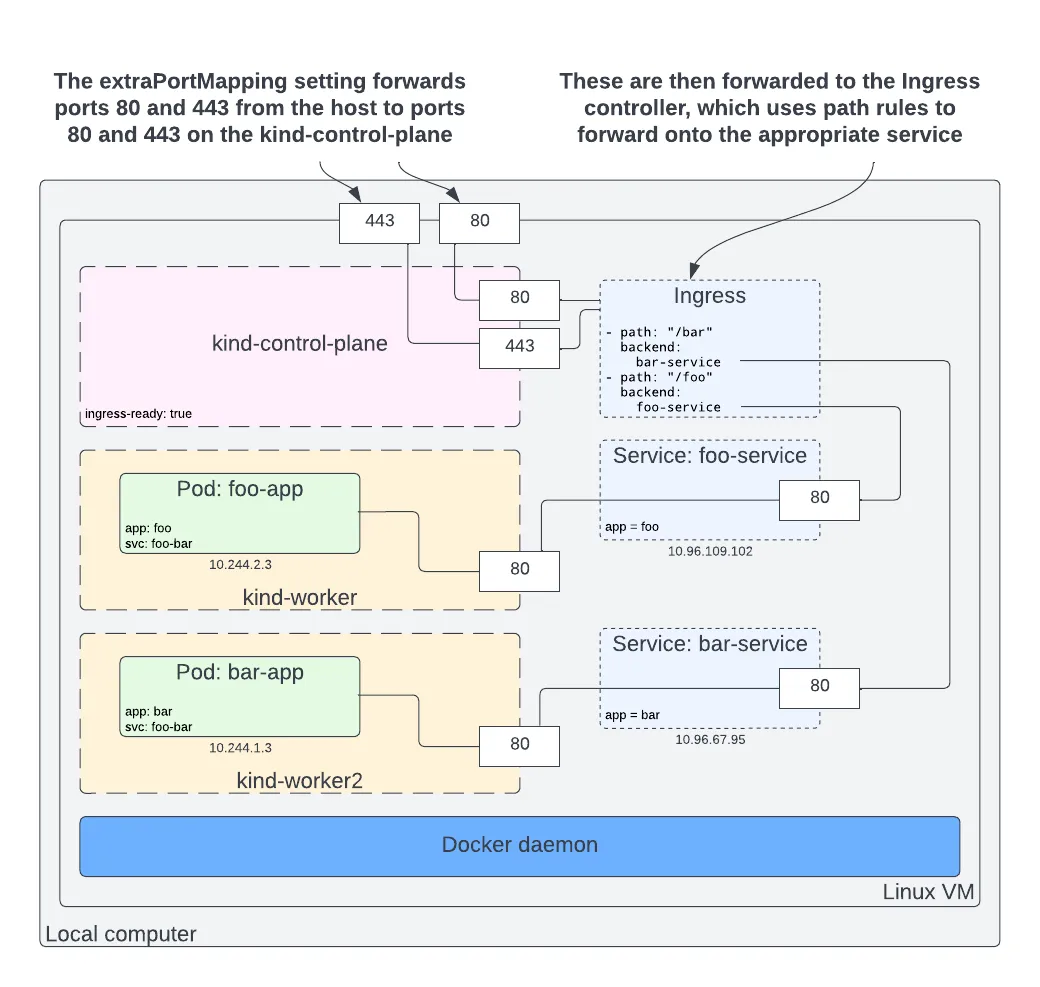 The extraPortMapping setting forwards
ports 80 and 443 from the host to ports
80 and 443 on the kind-control-plane
These are then forwarded to the Ingress
controller, which uses path rules to
forward onto the appropriate service
443
80
kind-control-plane
ingress-ready: true
80
443
Ingress
- path: "/bar"
backend:
bar-service
- path: "/foo"
backend:
foo-service
Pod: foo-app
app: foo
svc: foo-bar
10.244.2.3
kind-worker
80
Service: foo-service
80
app = foo
10.96.109.102
Pod: bar-app
app: bar
svc: foo-bar
10.244.1.3
kind-worker2
80
Service: bar-service
80
app = bar
10.96.67.95
Docker daemon
Linux VM
Local computer